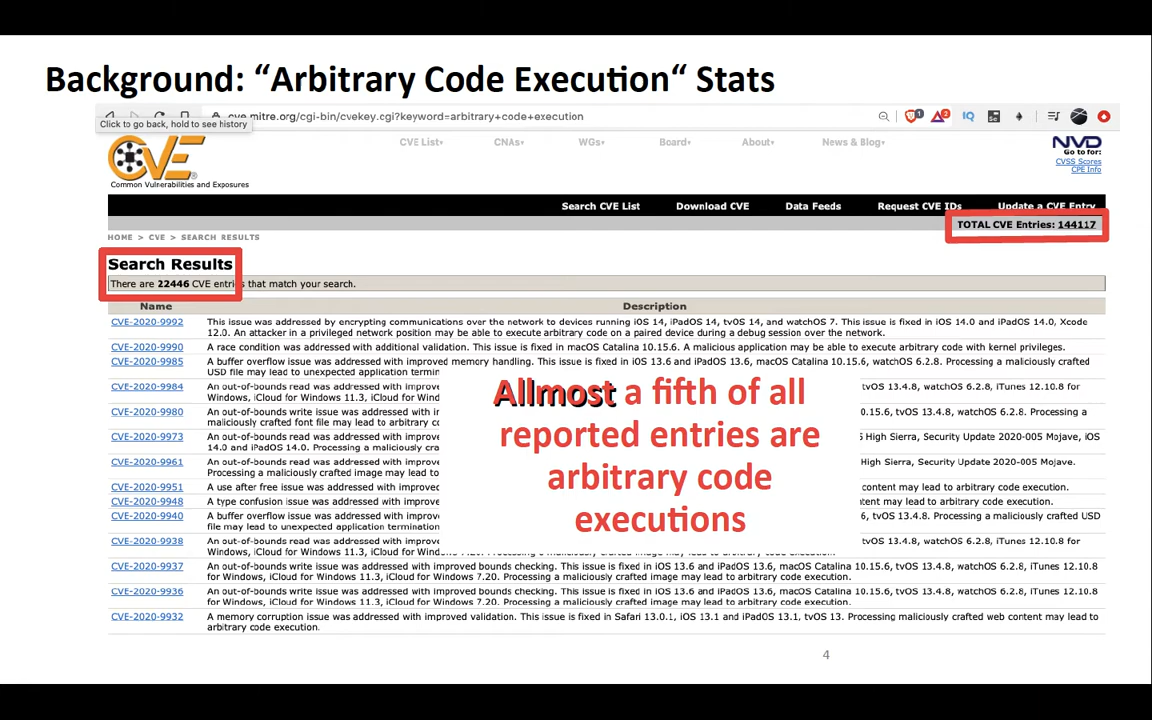 Background: “Arbitrary Code Execution“ Stats
cve.mitre.org/cgi-bin/cvekey.cgi?keyword=arbitrary+code+execution
Click to go back, hold to see history
CVE
Common Vulnerabilities and Exposures
CVE List▾ CNAs▾ WGs▾ Board▾ About▾ News & Blog▾
NVD
Go to for:
CVSS Scores
CPE Info
Search CVE List Download CVE Data Feeds Request CVE IDs Update a CVE Entry
TOTAL CVE Entries: 144117
HOME > CVE > SEARCH RESULTS
Search Results
There are 22446 CVE entries that match your search.
Name Description
CVE-2020-9992 This issue was addressed by encrypting communications over the network to devices running iOS 14, iPadOS 14, tvOS 14, and watchOS 7. This issue is fixed in iOS 14.0 and iPadOS 14.0, Xcode
12.0. An attacker in a privileged network position may be able to execute arbitrary code on a paired device during a debug session over the network.
CVE-2020-9990 A race condition was addressed with additional validation. This issue is fixed in macOS Catalina 10.15.6. A malicious application may be able to execute arbitrary code with kernel privileges.
CVE-2020-9985 A buffer overflow issue was addressed with improved memory handling. This issue is fixed in iOS 13.6 and iPadOS 13.6, macOS Catalina 10.15.6, watchOS 6.2.8. Processing a maliciously crafted
USD file may lead to unexpected application
CVE-2020-9984 An out-of-bounds read was addressed with tvOS 13.4.8, watchOS 6.2.8, iTunes 12.10.8 for
Windows, iCloud for Windows 11.3, iCloud for
CVE-2020-9980 An out-of-bounds write issue was addressed with 10.15.6, tvOS 13.4.8, watchOS 6.2.8. Processing a
maliciously crafted font file may lead to arbitrary
CVE-2020-9973 An out-of-bounds read was addressed with High Sierra, Security Update 2020-005 Mojave, iOS
14.0 and iPadOS 14.0. Processing a maliciously
CVE-2020-9961 An out-of-bounds read was addressed with High Sierra, Security Update 2020-005 Mojave.
Processing a maliciously crafted image may lead to
CVE-2020-9951 A use after free issue was addressed with content may lead to arbitrary code execution.
CVE-2020-9948 A type confusion issue was addressed with may lead to arbitrary code execution.
CVE-2020-9940 A buffer overflow issue was addressed with 6, tvOS 13.4.8, watchOS 6.2.8. Processing a maliciously crafted USD
file may lead to unexpected application termination
CVE-2020-9938 An out-of-bounds read was addressed with tvOS 13.4.8, watchOS 6.2.8, iTunes 12.10.8 for
Windows, iCloud for Windows 11.3, iCloud for Processing a maliciously crafted image may lead to arbitrary code execution.
Allmost a fifth of all
reported entries are
arbitrary code
executions
CVE-2020-9937 An out-of-bounds write issue was addressed with improved bounds checking. This issue is fixed in iOS 13.6 and iPadOS 13.6, macOS Catalina 10.15.6, tvOS 13.4.8, watchOS 6.2.8, iTunes 12.10.8
for Windows, iCloud for Windows 11.3, iCloud for Windows 7.20. Processing a maliciously crafted image may lead to arbitrary code execution.
CVE-2020-9936 An out-of-bounds write issue was addressed with improved bounds checking. This issue is fixed in iOS 13.6 and iPadOS 13.6, macOS Catalina 10.15.6, tvOS 13.4.8, watchOS 6.2.8, iTunes 12.10.8
for Windows, iCloud for Windows 11.3, iCloud for Windows 7.20. Processing a maliciously crafted image may lead to arbitrary code execution.
CVE-2020-9932 A memory corruption issue was addressed with improved validation. This issue is fixed in Safari 13.0.1, iOS 13.1 and iPadOS 13.1, tvOS 13. Processing maliciously crafted web content may lead to
arbitrary code execution.
4